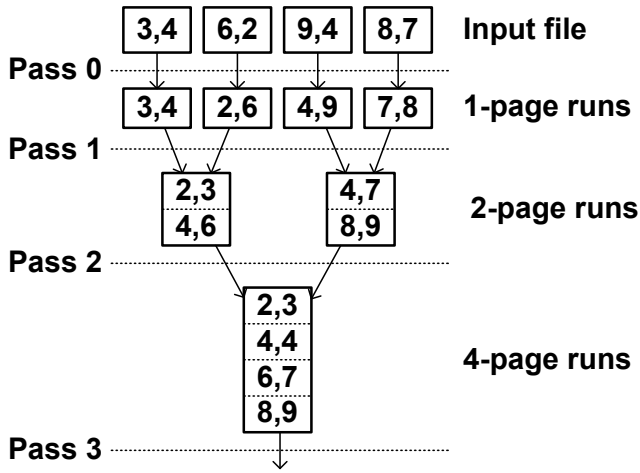 3,4 6,2 9,4 8,7 Input file
Pass 0
3,4 2,6 4,9 7,8 1-page runs
Pass 1
2,3 4,7
4,6 8,9 2-page runs
Pass 2
2,3
4,4
6,7 4-page runs
8,9
Pass 3